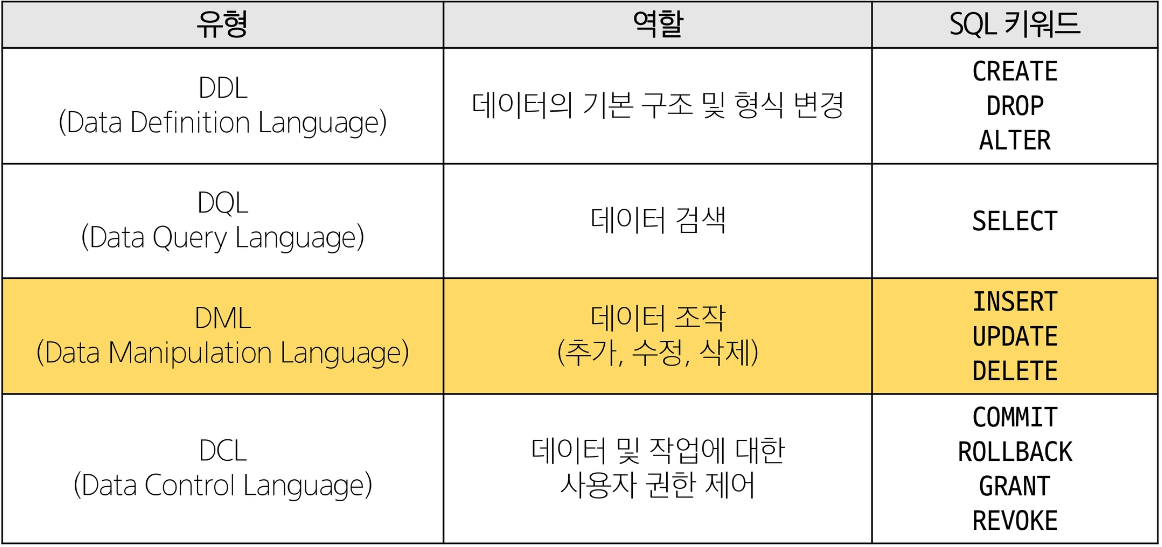 유형
역할
SQL 키워드
DDL
(Data Definition Language)
데이터의 기본 구조 및 형식 변경
CREATE
DROP
ALTER
DQL
(Data Query Language)
데이터 검색
SELECT
DML
(Data Manipulation Language)
데이터 조작
(추가, 수정, 삭제)
INSERT
UPDATE
DELETE
DCL
(Data Control Language)
데이터 및 작업에 대한
사용자 권한 제어
COMMIT
ROLLBACK
GRANT
REVOKE